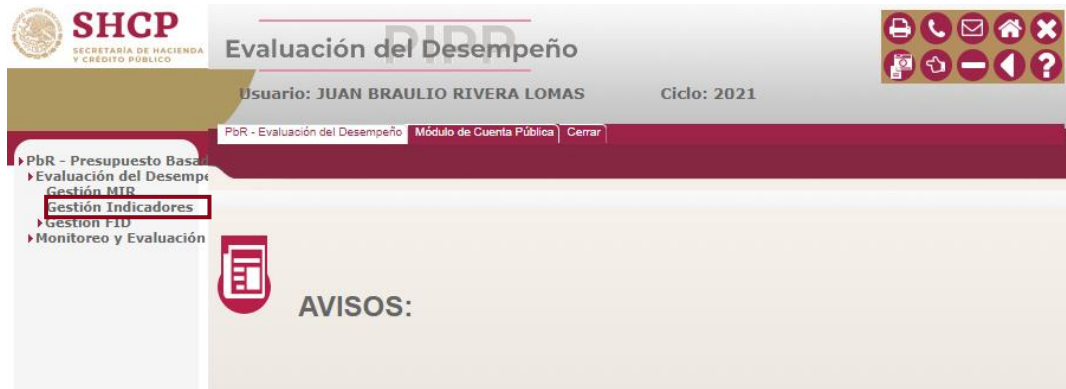 SHCP
SECRETARÍA DE HACIENDA
Y CRÉDITO PÚBLICO
PIPP
Evaluación del Desempeño
Usuario: JUAN BRAULIO RIVERA LOMAS Ciclo: 2021
PbR - Evaluación del Desempeño Módulo de Cuenta Pública Cerrar
PbR - Presupuesto Basad
Evaluación del Desempe
Gestión MIR
Gestión Indicadores
Gestión FID
Monitoreo y Evaluación
AVISOS: